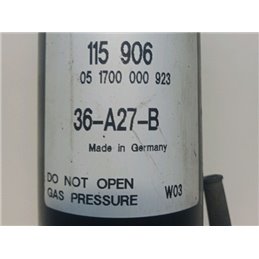 115 906
05 1700 000 923
36-A27-B
Made in Germany
DO NOT OPEN
GAS PRESSURE W03